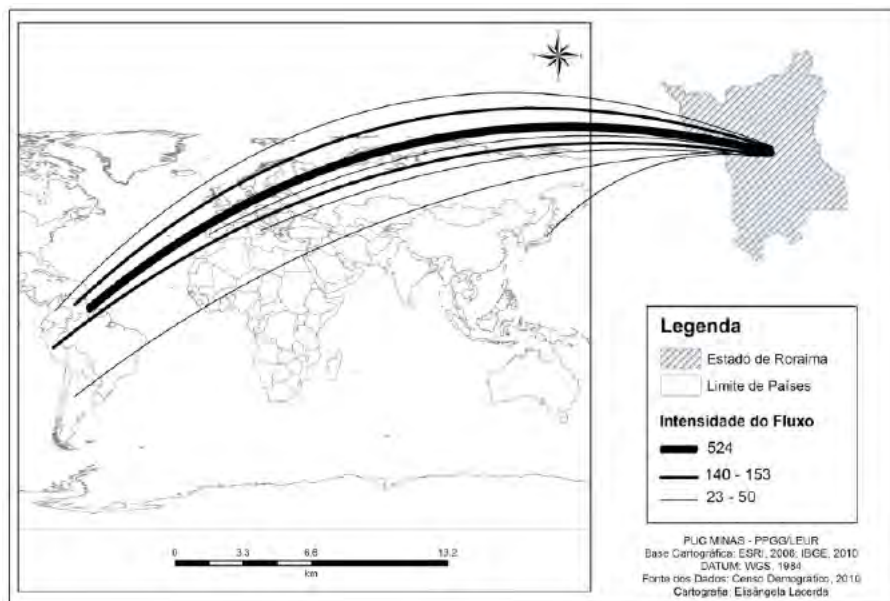 Legenda
Estado de Roraima
Limite de Países
Intensidade do Fluxo
524
140 - 153
23 - 50
0 3.3 6.6 13.2
km
PUC MINAS - PPGG/LEUR
Base Cartográfica: ESRI, 2006; IBGE, 2010
DATUM: WGS, 1984
Fonte dos Dados: Censo Demográfico, 2010
Cartografia: Elisângela Lacerda